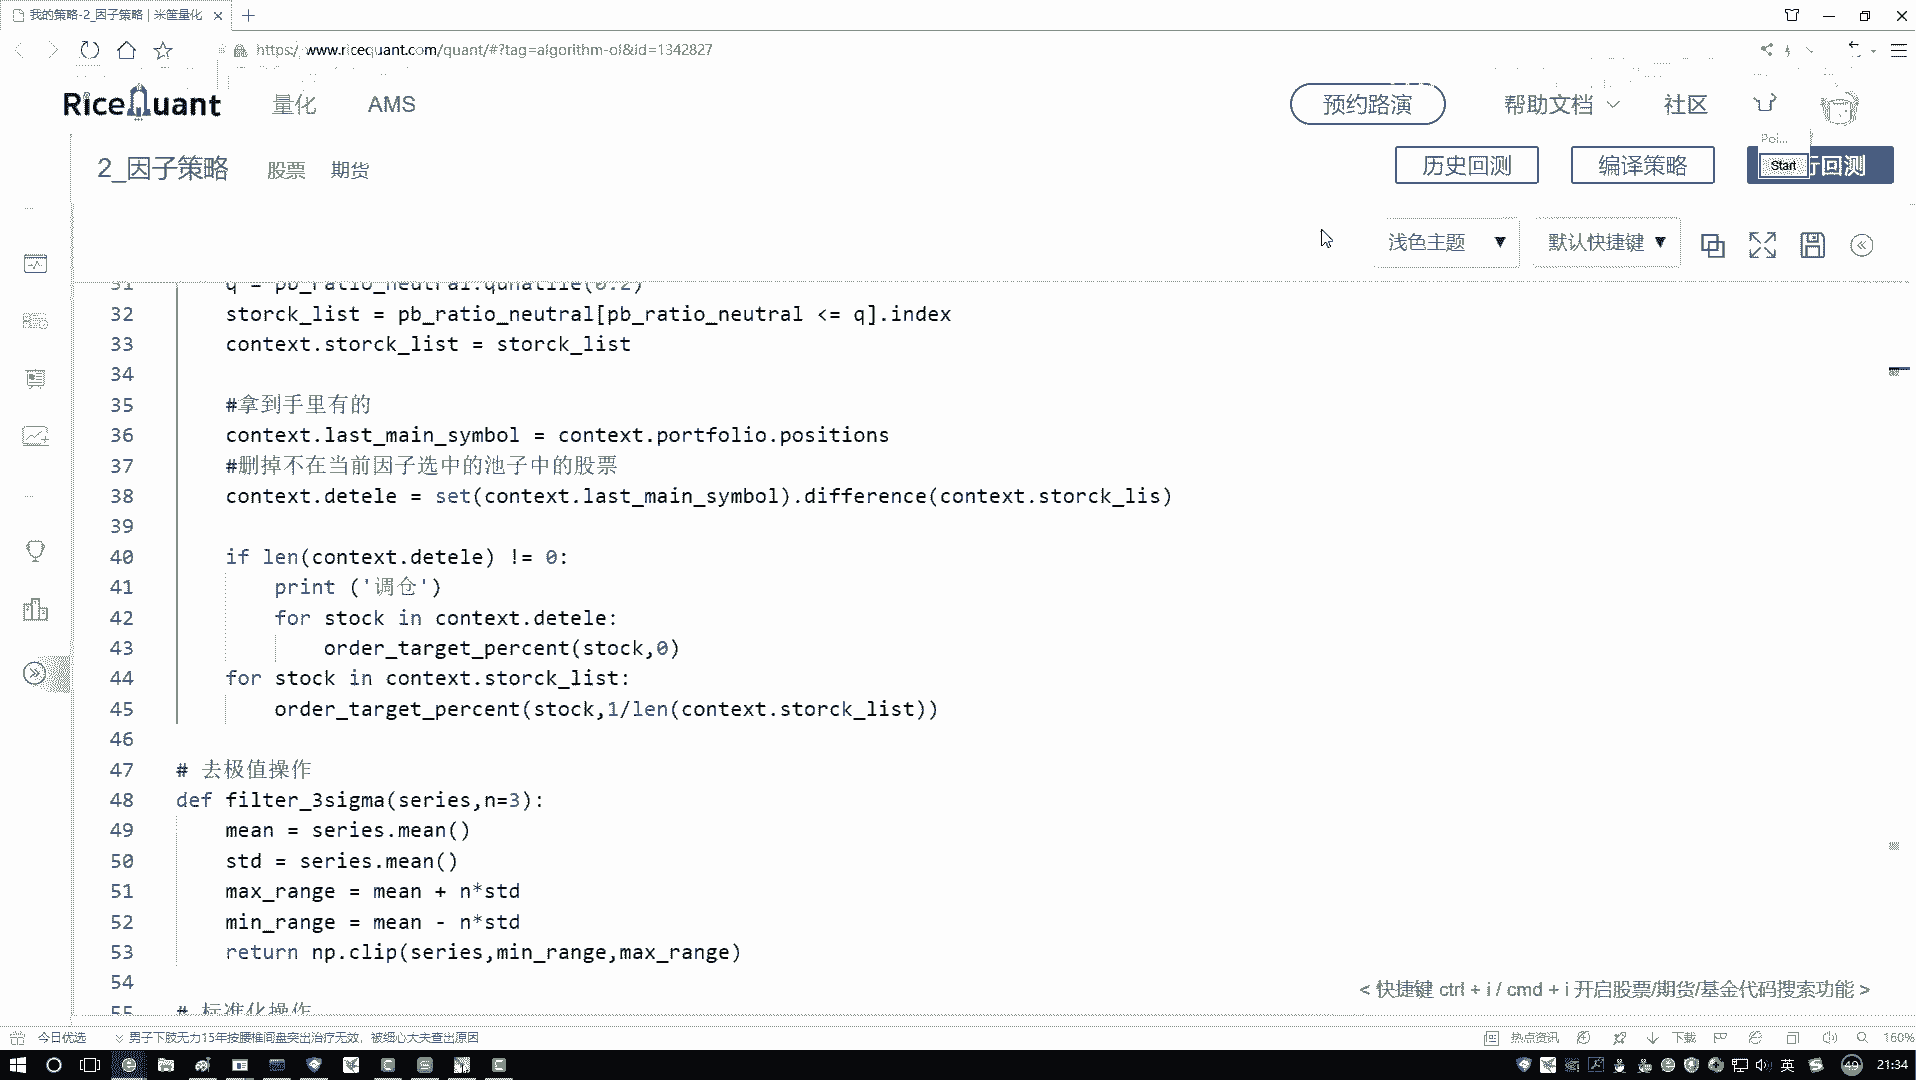 我的策略-2_因子策略 | 米筐量化
https://www.ricequant.com/quant/#?tag=algorithm-ol&id=1342827
RiceQuant 量化 AMS 预约路演 帮助文档 社区
Poi...
2_因子策略 股票 期货 历史回测 编译策略 Start 行回测
浅色主题 ▼ 默认快捷键 ▼
31 q = pb_ratio_neutral.qunatile(0.2)
32 storck_list = pb_ratio_neutral[pb_ratio_neutral <= q].index
33 context.storck_list = storck_list
34
35 #拿到手里有的
36 context.last_main_symbol = context.portfolio.positions
37 #删掉不在当前因子选中的池子中的股票
38 context.detele = set(context.last_main_symbol).difference(context.storck_lis)
39
40 if len(context.detele) != 0:
41 print ('调仓')
42 for stock in context.detele:
43 order_target_percent(stock,0)
44 for stock in context.storck_list:
45 order_target_percent(stock,1/len(context.storck_list))
46
47 # 去极值操作
48 def filter_3sigma(series,n=3):
49 mean = series.mean()
50 std = series.mean()
51 max_range = mean + n*std
52 min_range = mean - n*std
53 return np.clip(series,min_range,max_range)
54
55 # 标准化操作
< 快捷键 ctrl + i / cmd + i 开启股票/期货/基金代码搜索功能 >
今日优选 男子下肢无力15年按腰椎间盘突出治疗无效，被细心大夫查出原因 热点资讯 下载 160%
英 49 21:34